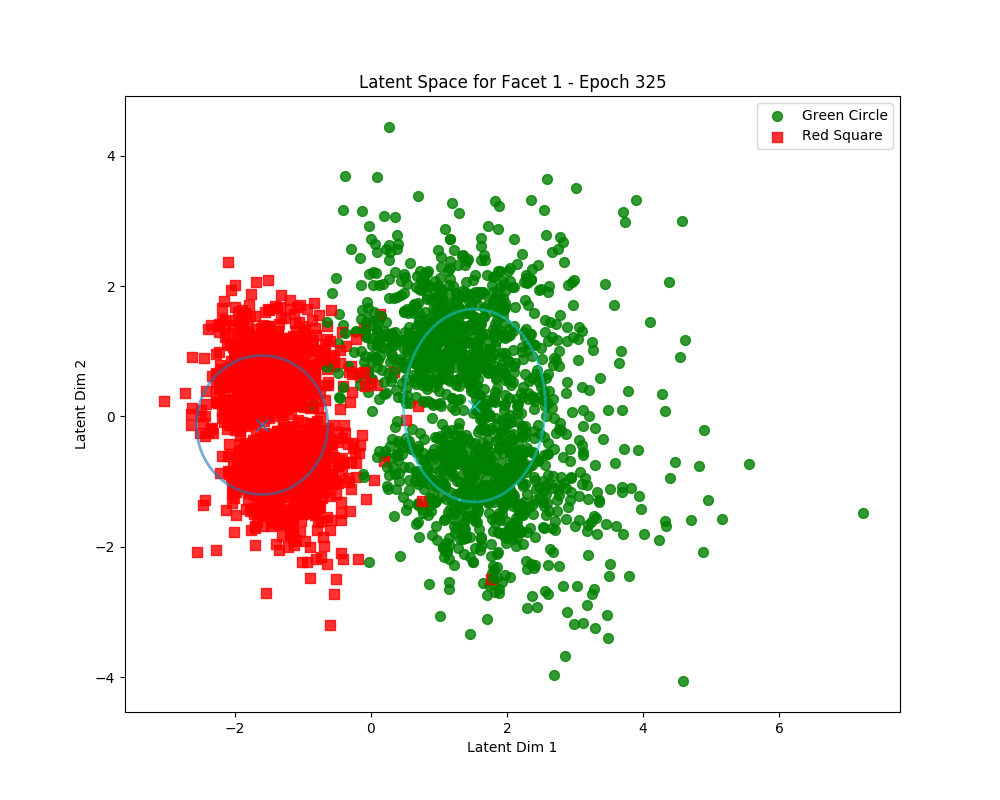 Latent Space for Facet 1 - Epoch 325
Green Circle
Red Square
4
2
0
−2
−4
Latent Dim 2
−2 0 2 4 6
Latent Dim 1